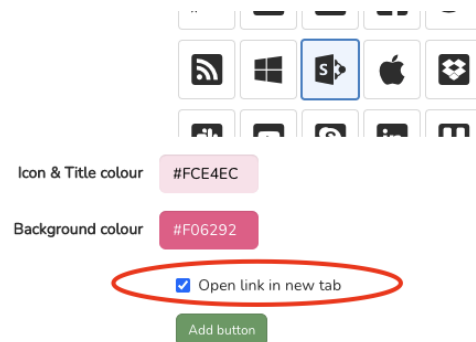 Icon & Title colour #FCE4EC
Background colour #F06292
Open link in new tab
Add button